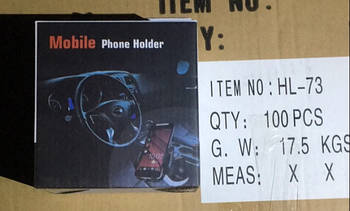 ITEM NO:
Y:
Mobile Phone Holder
ITEM NO: HL-73
QTY: 100 PCS
G. W: 17.5 KGS
MEAS: X X